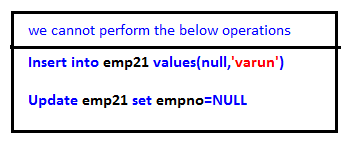 we cannot perform the below operations
Insert into emp21 values(null,'varun')
Update emp21 set empno=NULL